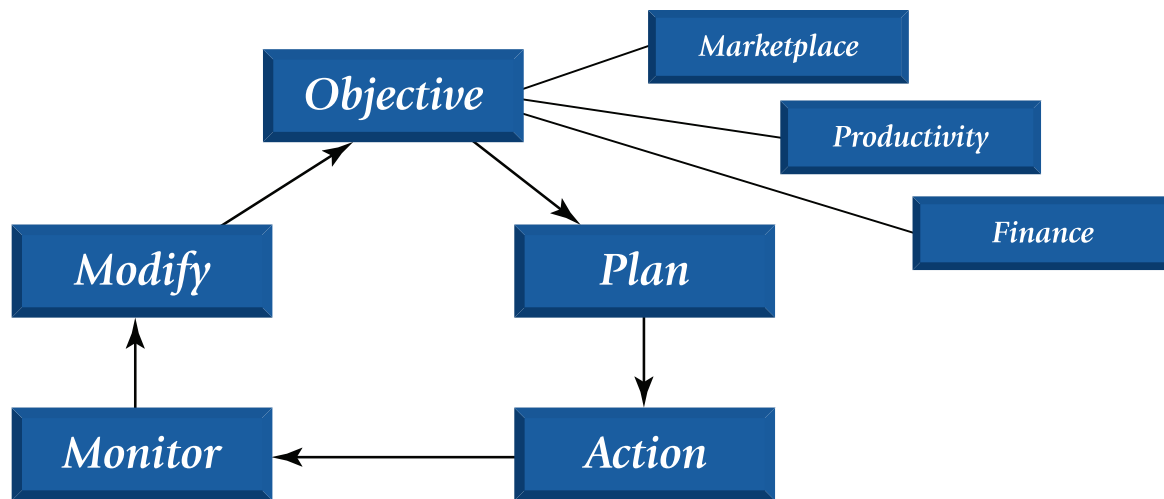 Marketplace
Objective
Productivity
Finance
Modify
Plan
Monitor
Action